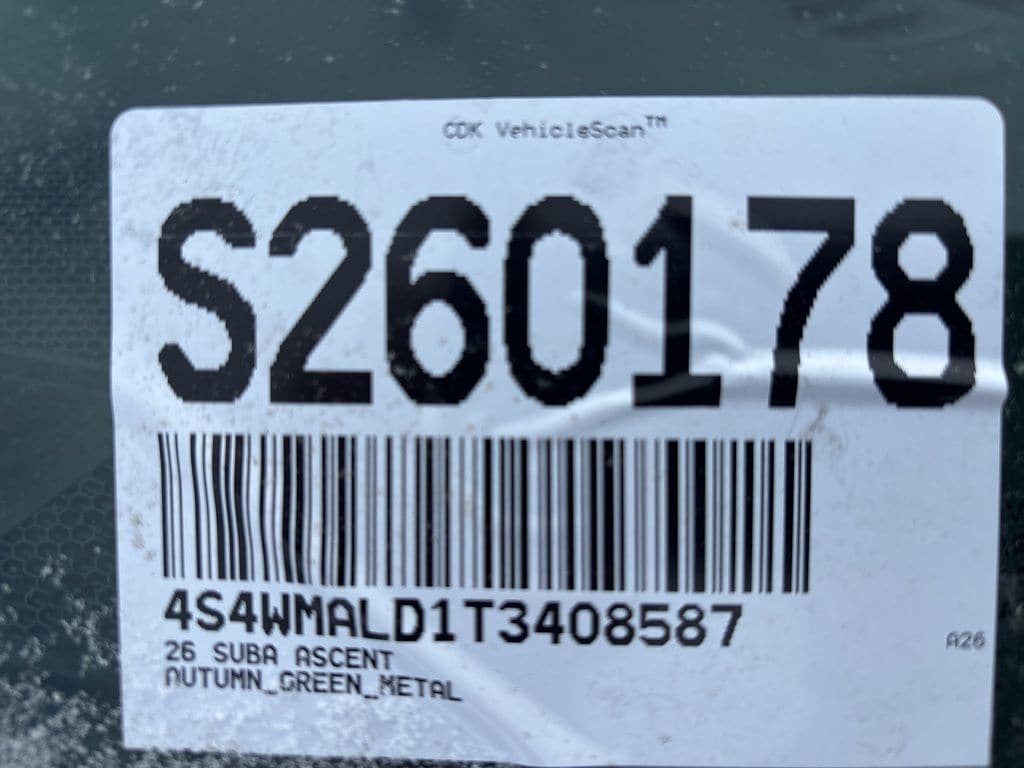 CDK VehicleScan™
S260178
4S4WMALD1T3408587
26 SUBA ASCENT
A26
AUTUMN_GREEN_METAL